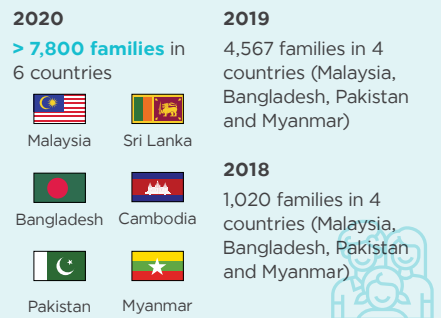 2020
> 7,800 families in
6 countries
Malaysia
Sri Lanka
Bangladesh
Cambodia
Pakistan
Myanmar
2019
4,567 families in 4
countries (Malaysia,
Bangladesh, Pakistan
and Myanmar)
2018
1,020 families in 4
countries (Malaysia,
Bangladesh, Pakistan
and Myanmar)